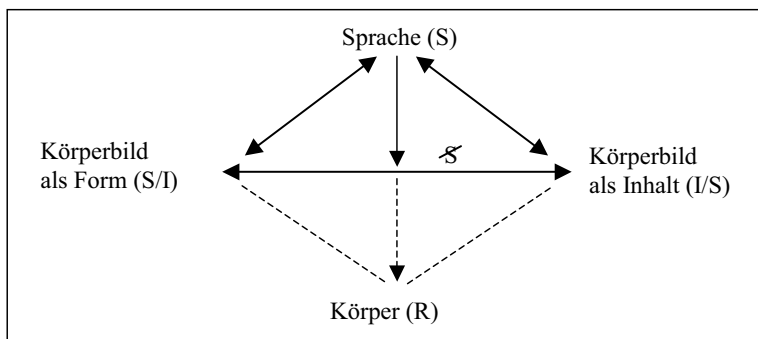 Sprache (S)
S̷
Körperbild
als Form (S/I)
Körperbild
als Inhalt (I/S)
Körper (R)